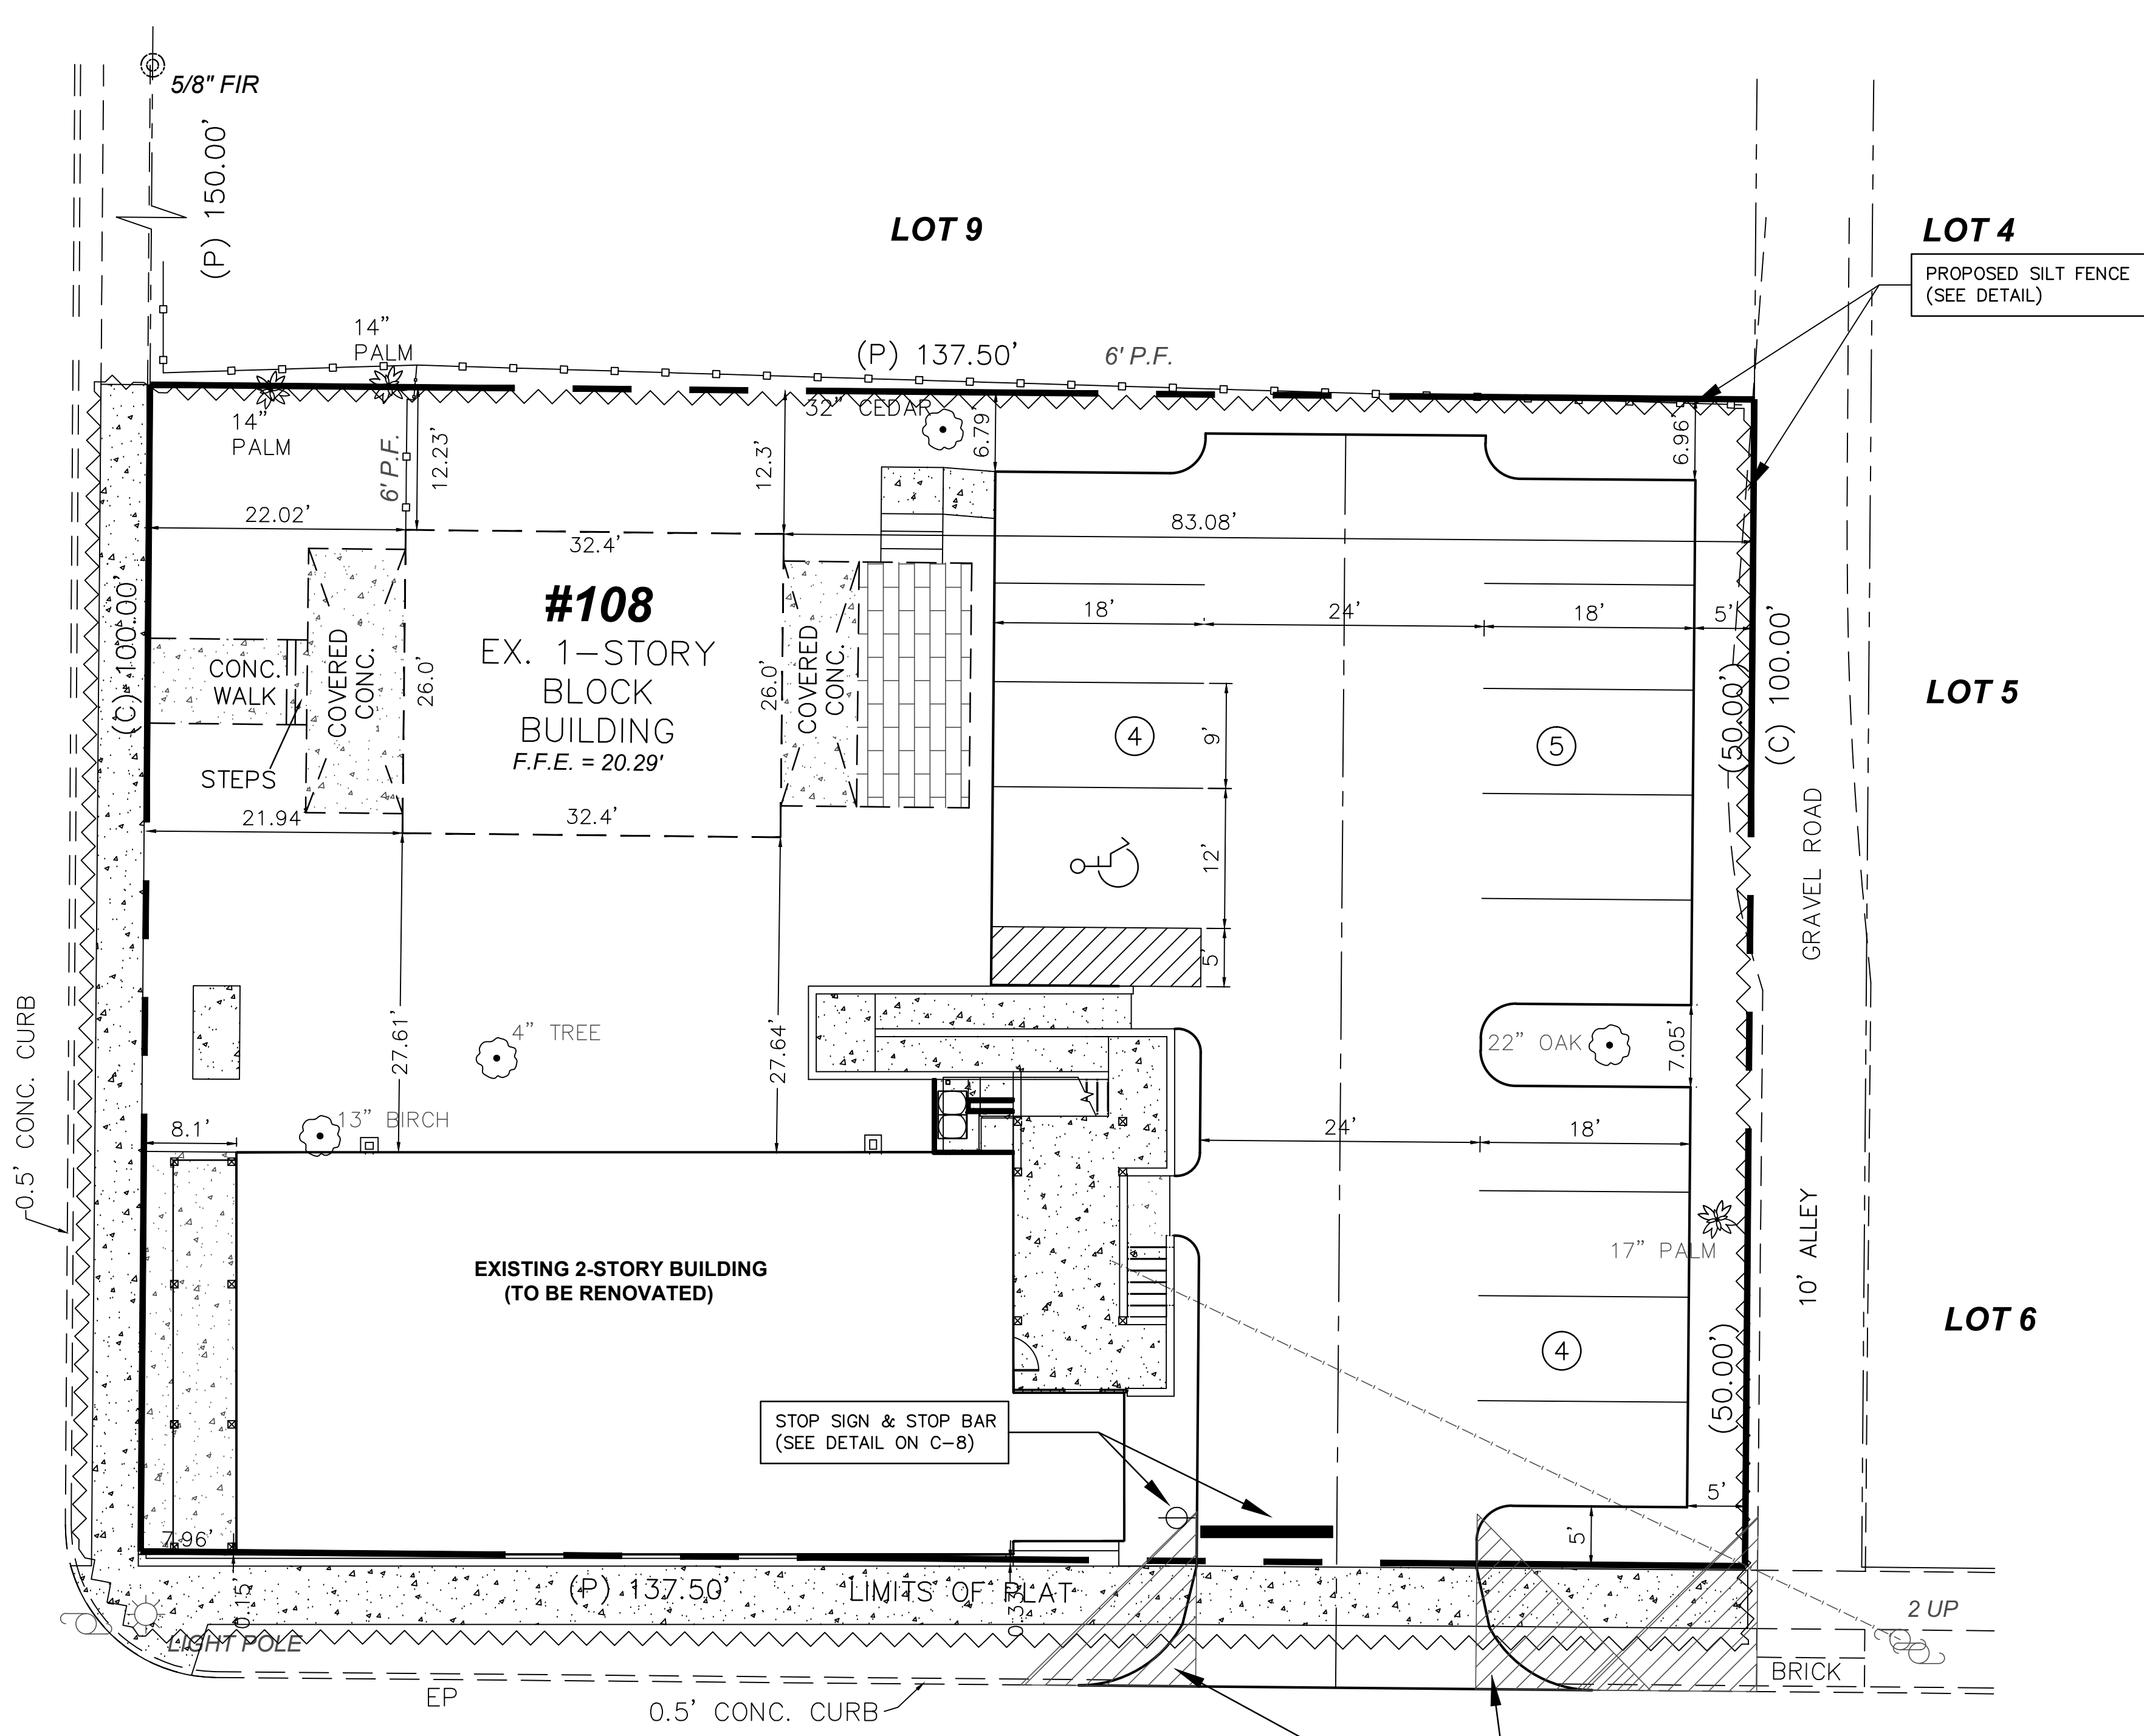 5/8" FIR
(P) 150.00'
LOT 9
LOT 4
PROPOSED SILT FENCE
(SEE DETAIL)
14"
PALM
(P) 137.50'
6' P.F.
32" CEDAR
14"
PALM
6' P.F.
12.23'
12.3'
6.79'
6.96'
22.02'
32.4'
83.08'
#108
EX. 1-STORY
BLOCK
BUILDING
F.F.E. = 20.29'
(C) 100.00'
CONC.
WALK
COVERED
CONC.
26.0'
26.0'
COVERED
CONC.
STEPS
18'
24'
18'
5'
(50.00')
(C) 100.00'
LOT 5
4
9'
5
21.94
32.4'
12'
5'
GRAVEL ROAD
0.5' CONC. CURB
27.61'
4" TREE
27.64'
22" OAK
7.05'
13" BIRCH
8.1'
24'
18'
17" PALM
10' ALLEY
EXISTING 2-STORY BUILDING
(TO BE RENOVATED)
LOT 6
4
(50.00')
STOP SIGN & STOP BAR
(SEE DETAIL ON C-8)
5'
5'
7.96'
0.15'
(P) 137.50'
LIMITS OF PLAT
0.33'
LIGHT POLE
2 UP
BRICK
EP
0.5' CONC. CURB